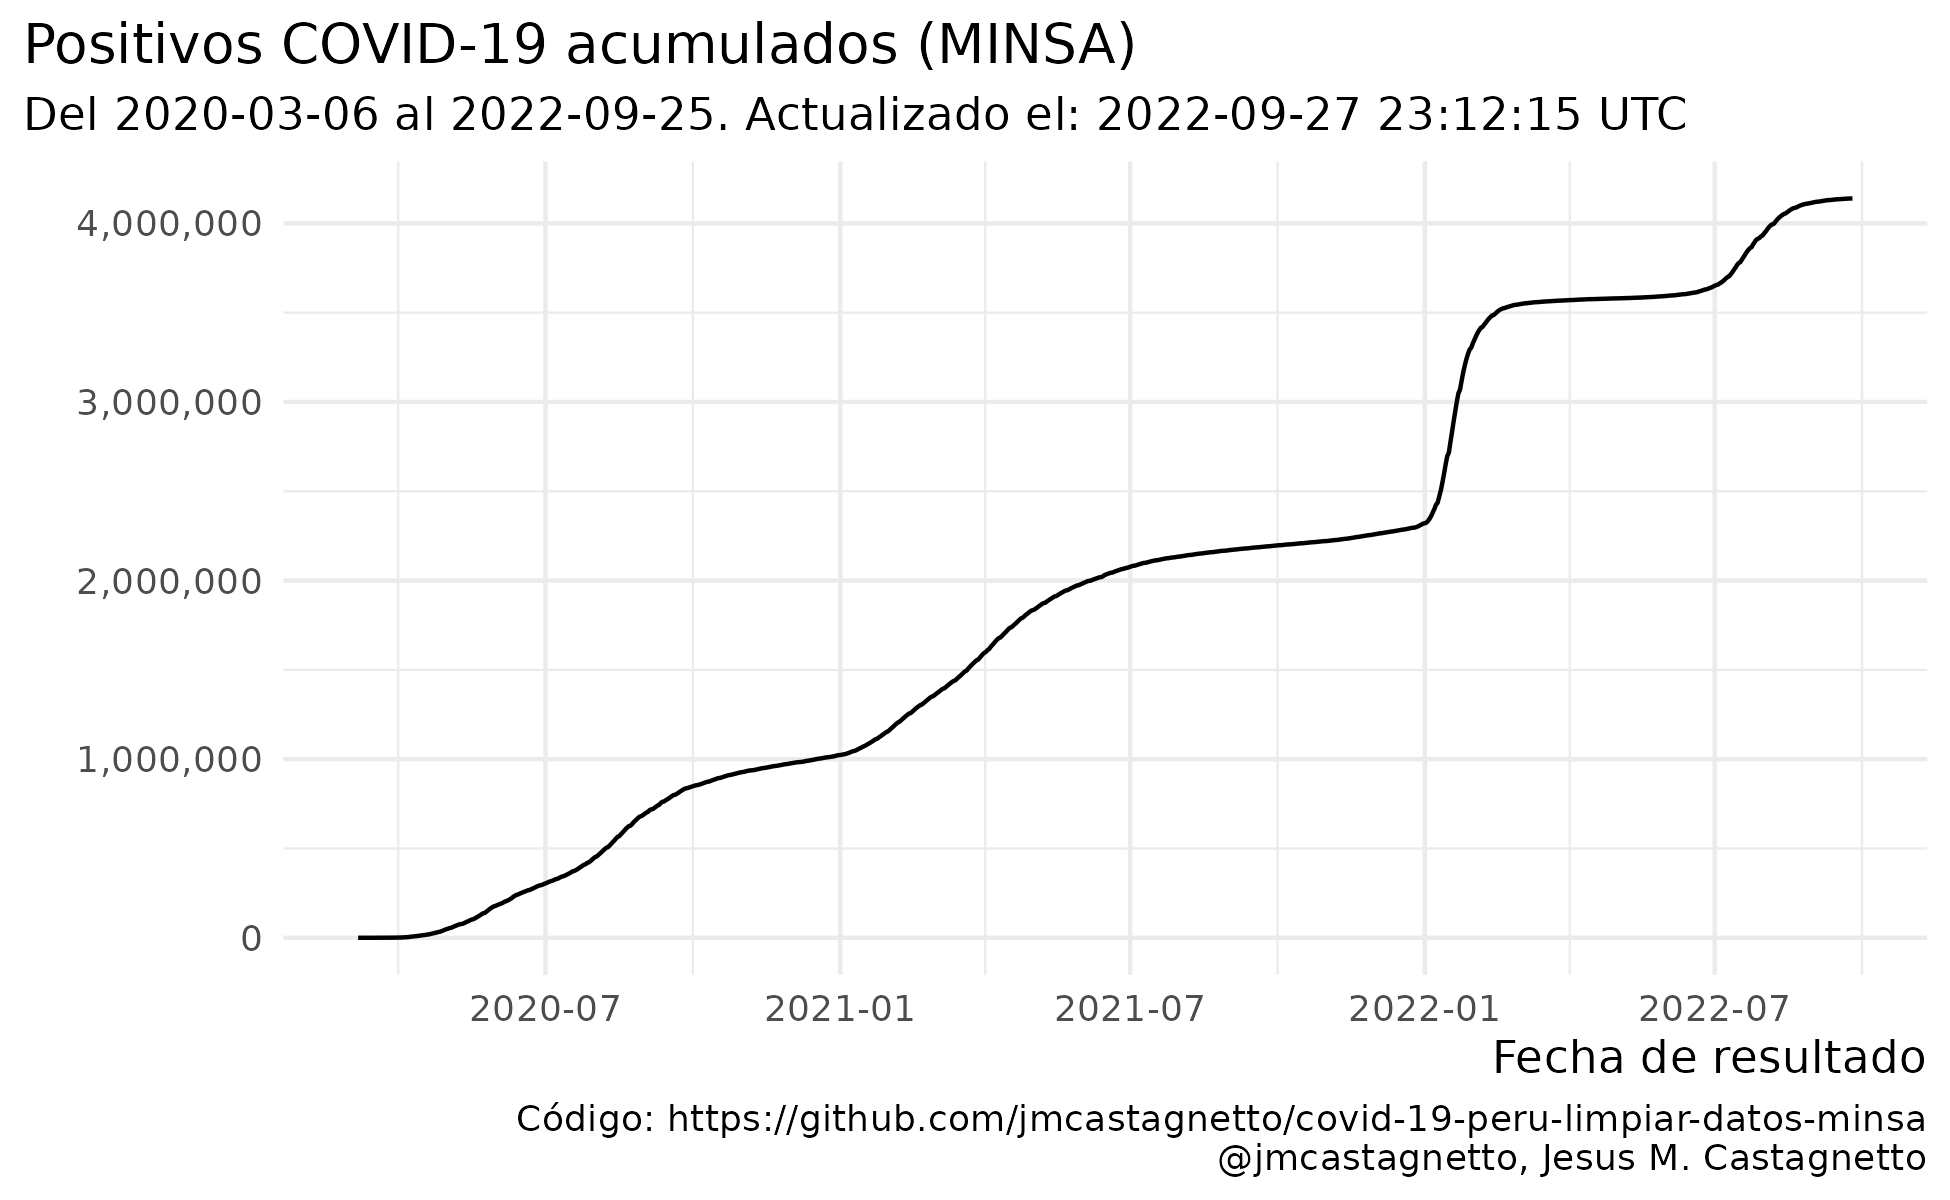 Positivos COVID-19 acumulados (MINSA)
Del 2020-03-06 al 2022-09-25. Actualizado el: 2022-09-27 23:12:15 UTC
4,000,000
3,000,000
2,000,000
1,000,000
0
2020-07 2021-01 2021-07 2022-01 2022-07
Fecha de resultado
Código: https://github.com/jmcastagnetto/covid-19-peru-limpiar-datos-minsa
@jmcastagnetto, Jesus M. Castagnetto